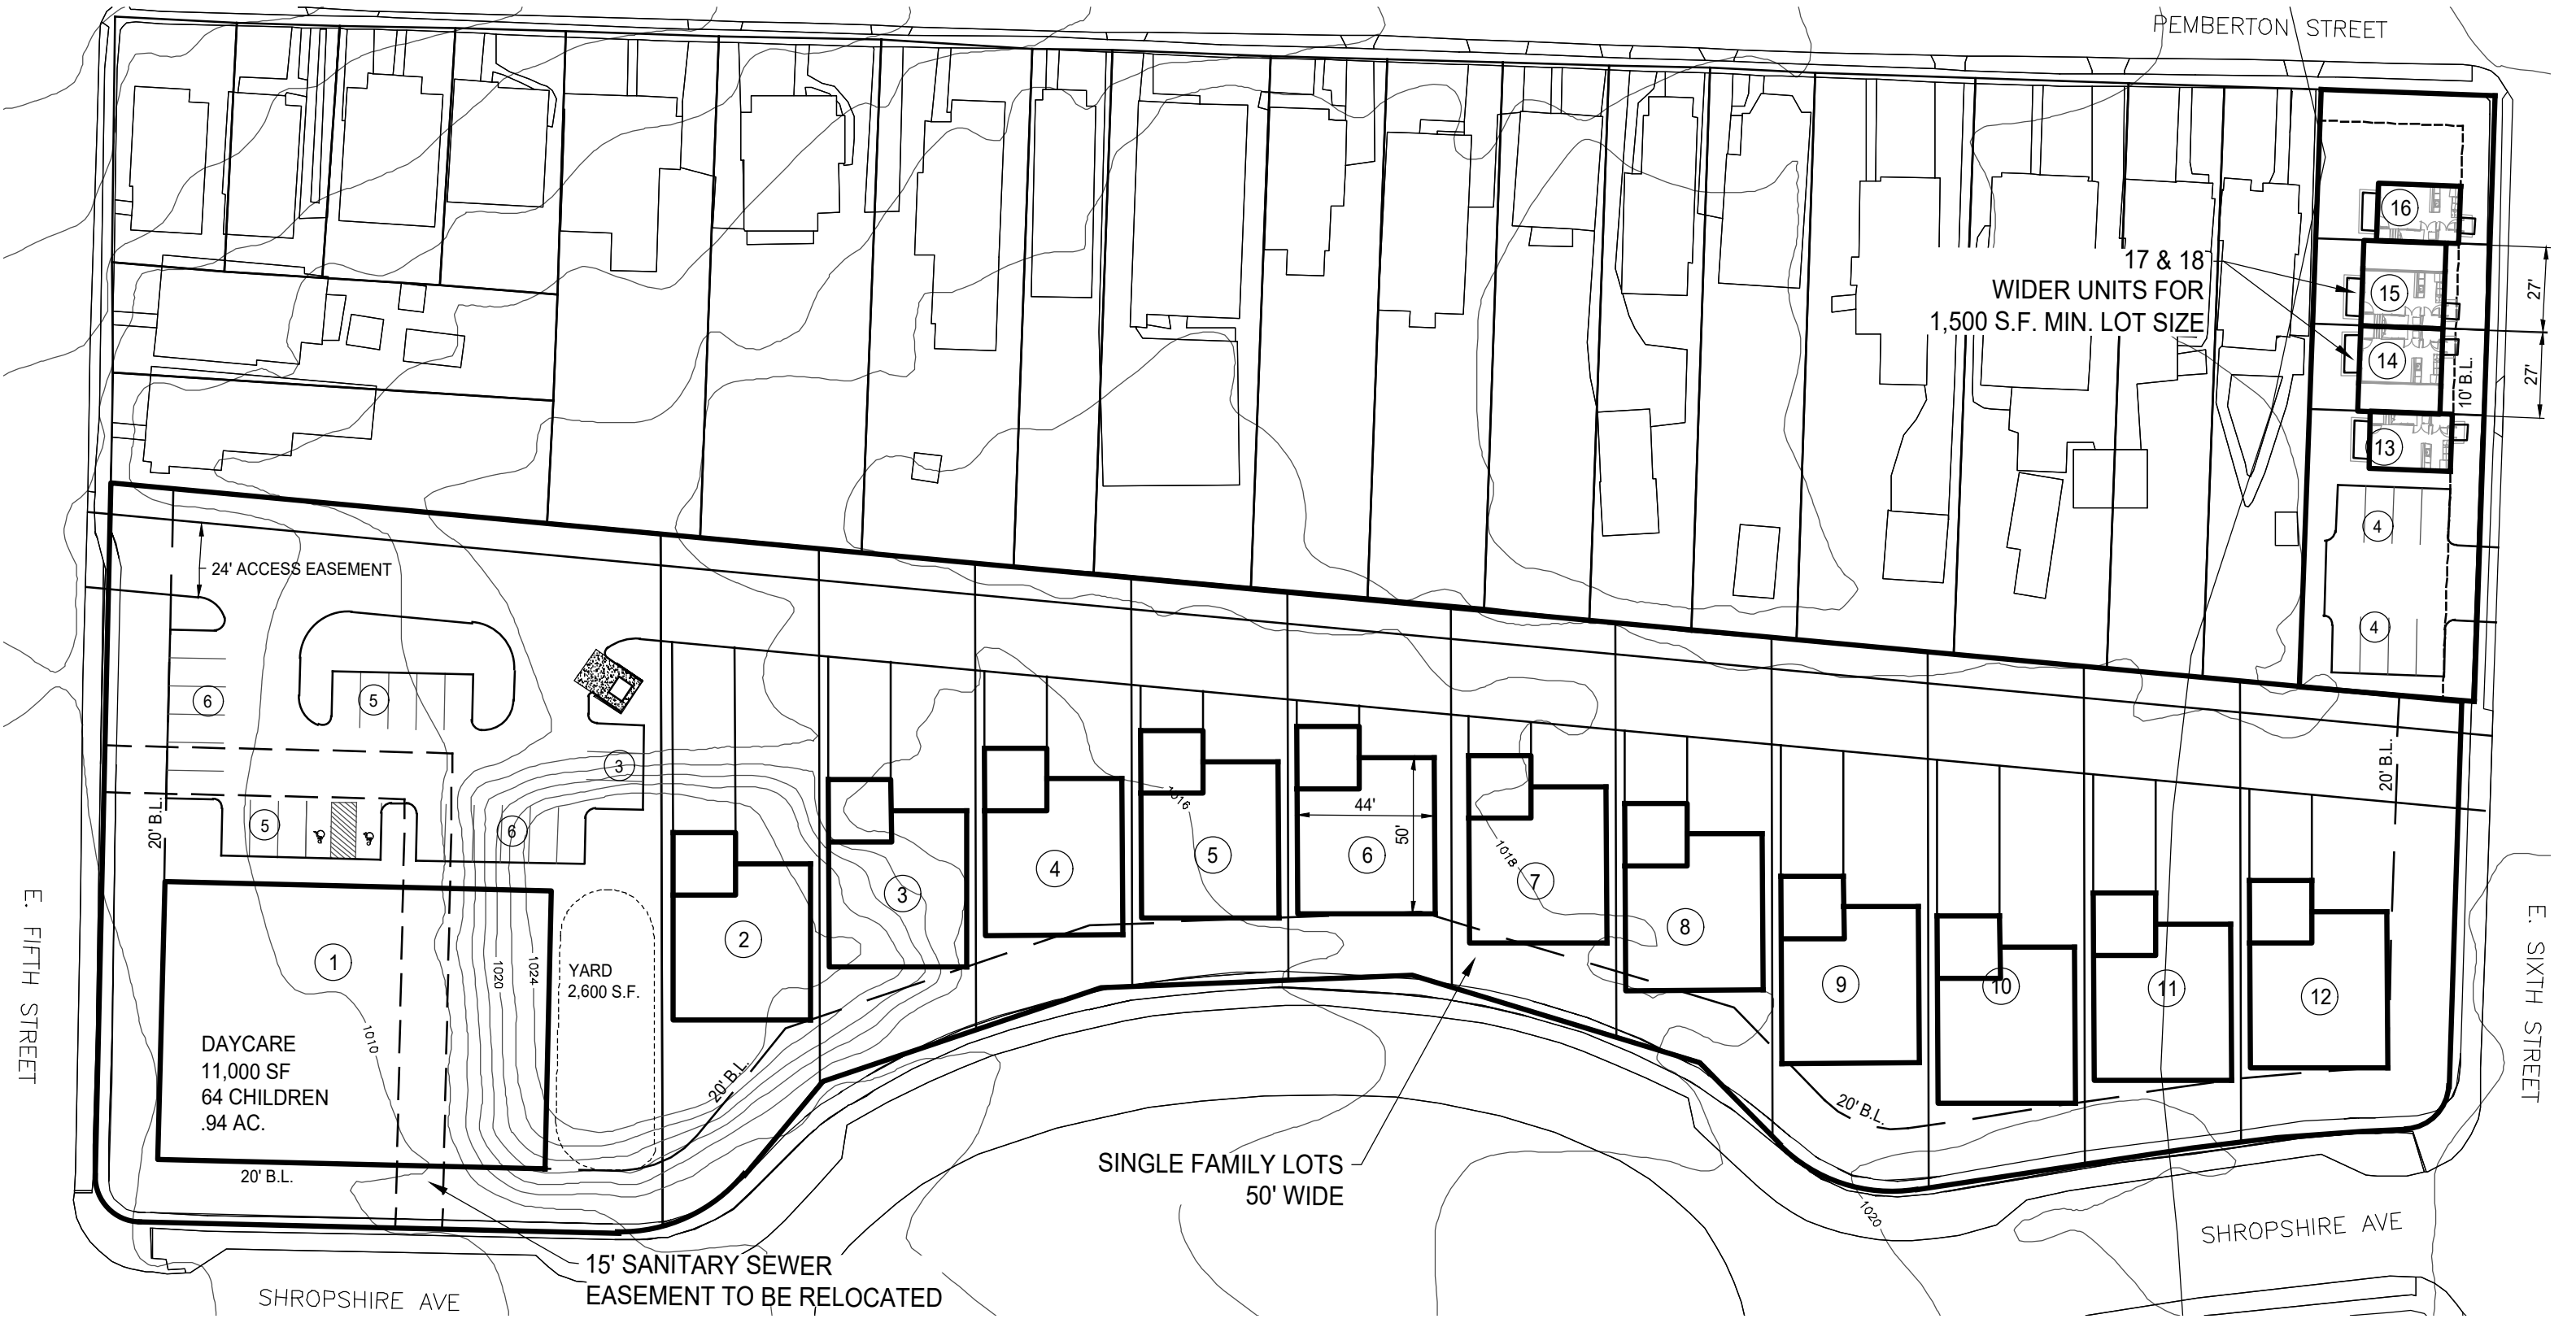 PEMBERTON STREET
16
17 & 18
WIDER UNITS FOR
1,500 S.F. MIN. LOT SIZE
15
27'
14
27'
10' B.L.
13
4
4
24' ACCESS EASEMENT
6
5
3
5
6
20' B.L.
20' B.L.
1016
44'
50'
1018
1
2
3
4
5
6
7
8
9
10
11
12
1020
1024
YARD
2,600 S.F.
1010
DAYCARE
11,000 SF
64 CHILDREN
.94 AC.
20' B.L.
20' B.L.
20' B.L.
E. FIFTH STREET
E. SIXTH STREET
SINGLE FAMILY LOTS
50' WIDE
1020
15' SANITARY SEWER
EASEMENT TO BE RELOCATED
SHROPSHIRE AVE
SHROPSHIRE AVE